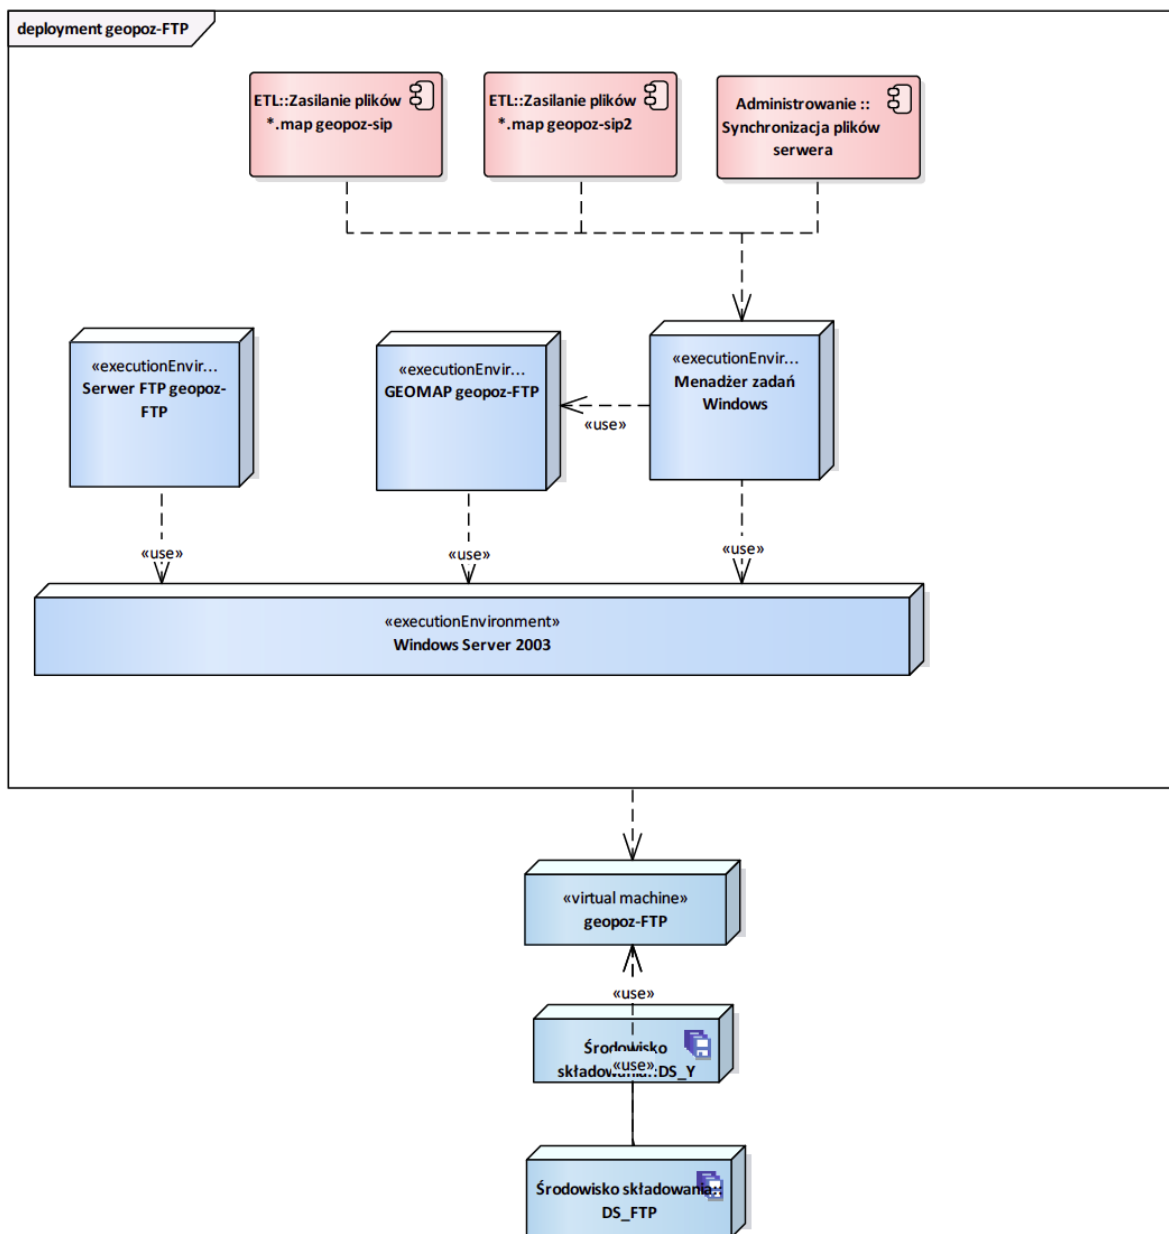 deployment geopoz-FTP
ETL::Zasilanie plików
*.map geopoz-sip
ETL::Zasilanie plików
*.map geopoz-sip2
Administrowanie ::
Synchronizacja plików
serwera
«executionEnvir...
Serwer FTP geopoz-
FTP
«executionEnvir...
GEOMAP geopoz-FTP
«executionEnvir...
Menadżer zadań
Windows
«use»
«use»
«use»
«use»
«executionEnvironment»
Windows Server 2003
«virtual machine»
geopoz-FTP
«use»
Środowisko
składowania::DS_Y
«use»
Środowisko składowania::
DS_FTP